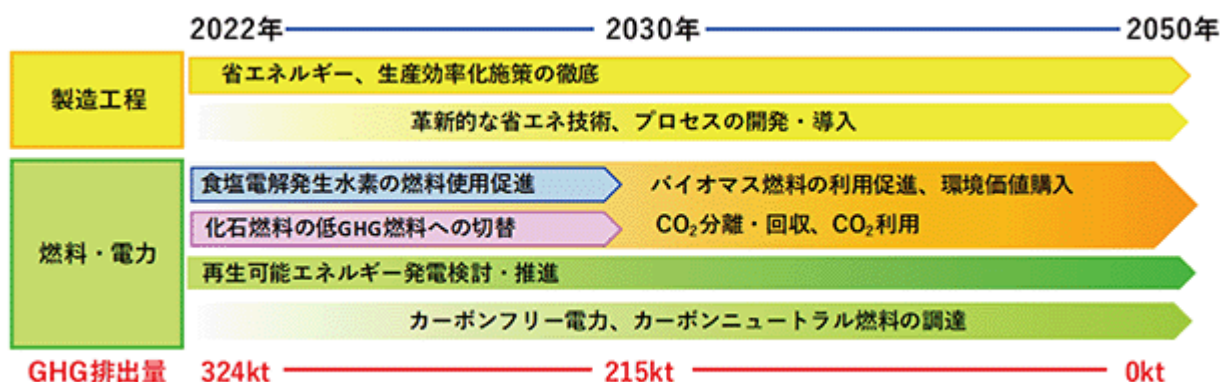 2022年 2030年 2050年
製造工程
省エネルギー、生産効率化施策の徹底
革新的な省エネ技術、プロセスの開発・導入
燃料・電力
食塩電解発生水素の燃料使用促進
化石燃料の低GHG燃料への切替
バイオマス燃料の利用促進、環境価値購入
CO₂分離・回収、CO₂利用
再生可能エネルギー発電検討・推進
カーボンフリー電力、カーボンニュートラル燃料の調達
GHG排出量 324kt 215kt 0kt